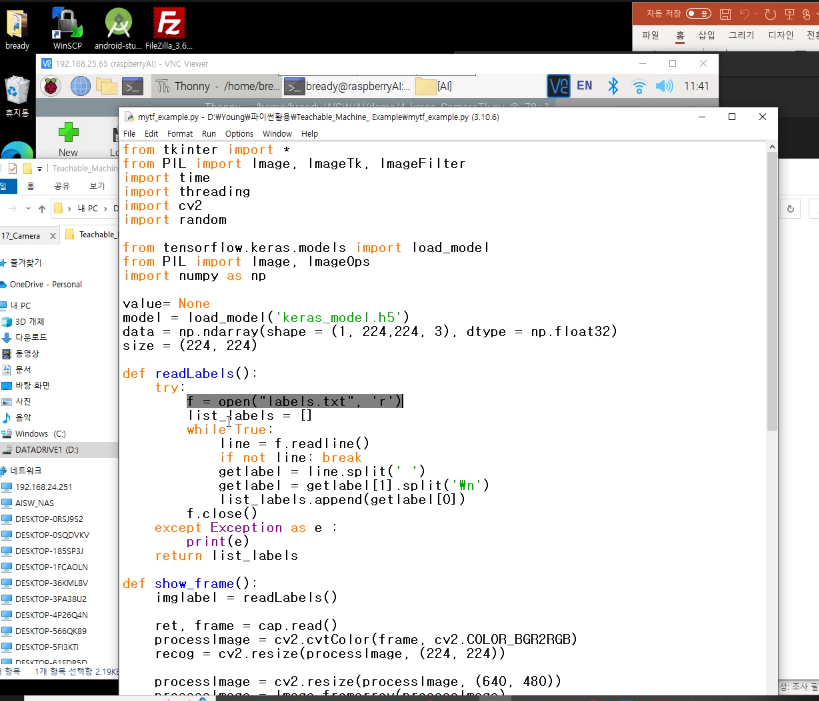 bready
WinSCP
android-stu...
FileZilla_3.6...
휴지통
자동 저장
파일 홈 삽입 그리기 디자인
192.168.25.65 (raspberryAI) - VNC Viewer
Thonny - /home/bre...
bready@raspberryAI:...
[AI]
EN
11:41
New
mytf_example.py - D:₩Young₩파이썬활용₩Teachable_Machine_ Example₩mytf_example.py (3.10.6)
File Edit Format Run Options Window Help
from tkinter import *
from PIL import Image, ImageTk, ImageFilter
import time
import threading
import cv2
import random
from tensorflow.keras.models import load_model
from PIL import Image, ImageOps
import numpy as np
value= None
model = load_model('keras_model.h5')
data = np.ndarray(shape = (1, 224,224, 3), dtype = np.float32)
size = (224, 224)
def readLabels():
try:
f = open("labels.txt", 'r')
list_labels = []
while True:
line = f.readline()
if not line: break
getlabel = line.split(' ')
getlabel = getlabel[1].split('₩n')
list_labels.append(getlabel[0])
f.close()
except Exception as e :
print(e)
return list_labels
def show_frame():
imglabel = readLabels()
ret, frame = cap.read()
processImage = cv2.cvtColor(frame, cv2.COLOR_BGR2RGB)
recog = cv2.resize(processImage, (224, 224))
processImage = cv2.resize(processImage, (640, 480))
processImage = Image.fromarray(processImage)
Teachable_Machin
홈 공유 보기
내 PC > D
17_Camera
Teachable_
즐겨찾기
OneDrive - Personal
내 PC
3D 개체
다운로드
동영상
문서
바탕 화면
사진
음악
Windows (C:)
DATADRIVE1 (D:)
네트워크
192.168.24.251
AISW_NAS
DESKTOP-0RSJ9S2
DESKTOP-0SQDVKV
DESKTOP-185SP3J
DESKTOP-1FCAOLN
DESKTOP-36KML8V
DESKTOP-3PA38U2
DESKTOP-4P26Q4N
DESKTOP-566QK89
DESKTOP-5FI3KTI
DESKTOP-61FDR5D
항목 1개 항목 선택함 2.19K